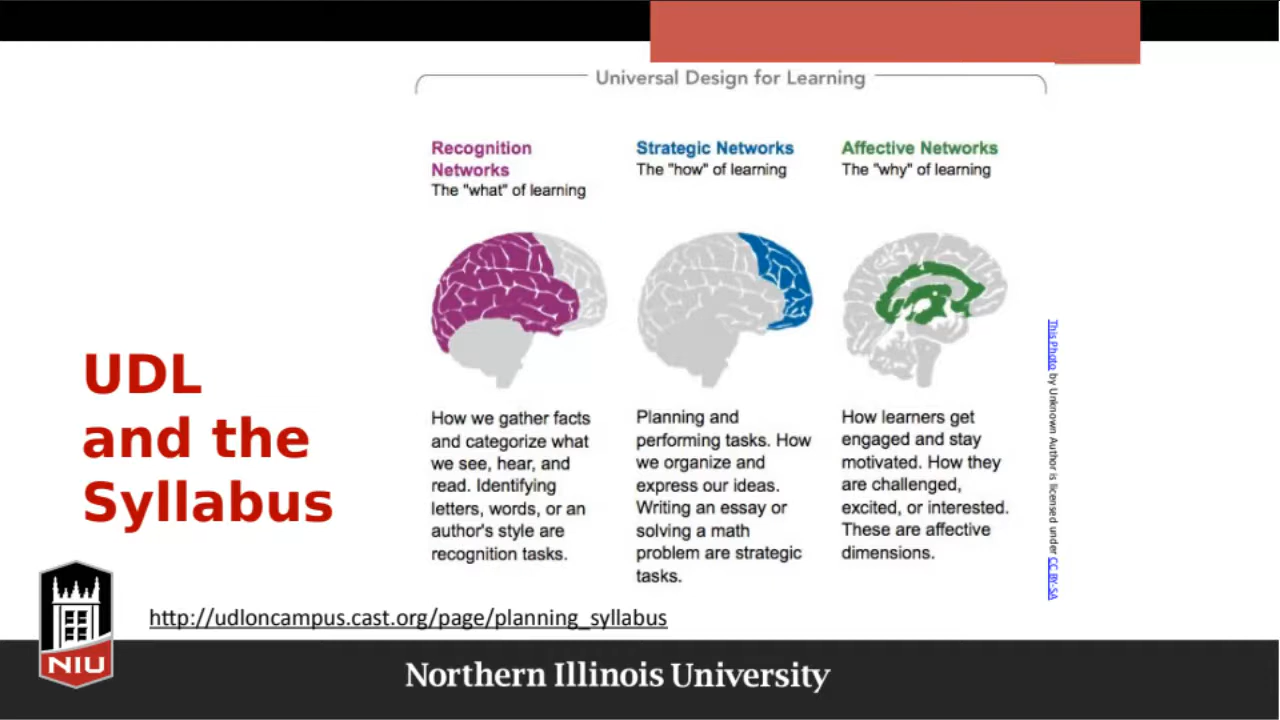 Universal Design for Learning
Recognition
Networks
The "what" of learning
How we gather facts
and categorize what
we see, hear, and
read. Identifying
letters, words, or an
author's style are
recognition tasks.
Strategic Networks
The "how" of learning
Planning and
performing tasks. How
we organize and
express our ideas.
Writing an essay or
solving a math
problem are strategic
tasks.
Affective Networks
The "why" of learning
How learners get
engaged and stay
motivated. How they
are challenged,
excited, or interested.
These are affective
dimensions.
This Photo by Unknown Author is licensed under CC BY-SA
UDL
and the
Syllabus
http://udloncampus.cast.org/page/planning_syllabus
NIU
Northern Illinois University